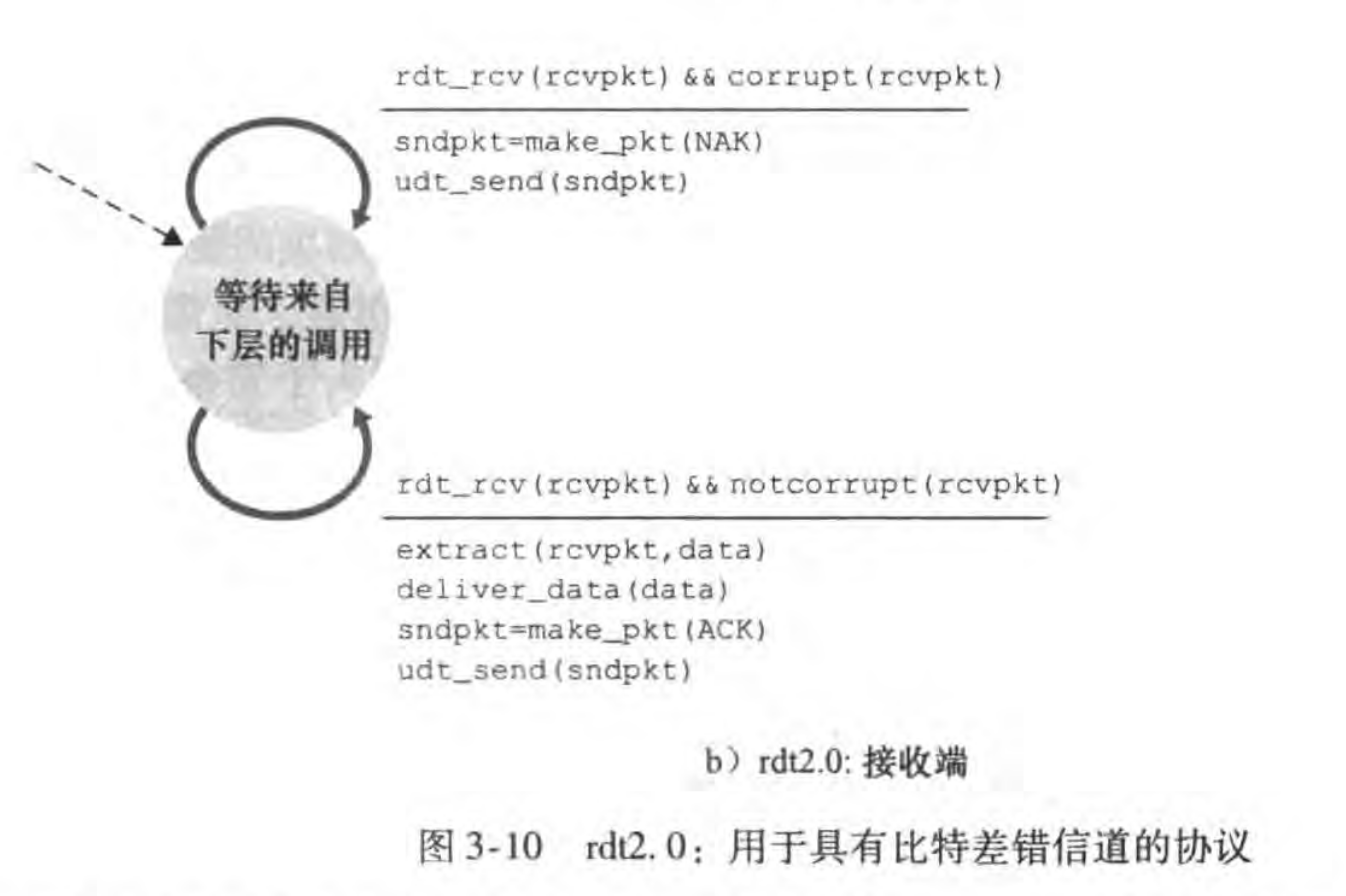 rdt_rcv(rcvpkt) && corrupt(rcvpkt)
sndpkt=make_pkt(NAK)
udt_send(sndpkt)
等待来自
下层的调用
rdt_rcv(rcvpkt) && notcorrupt(rcvpkt)
extract(rcvpkt,data)
deliver_data(data)
sndpkt=make_pkt(ACK)
udt_send(sndpkt)
b) rdt2.0: 接收端
图 3-10 rdt2.0：用于具有比特差错信道的协议